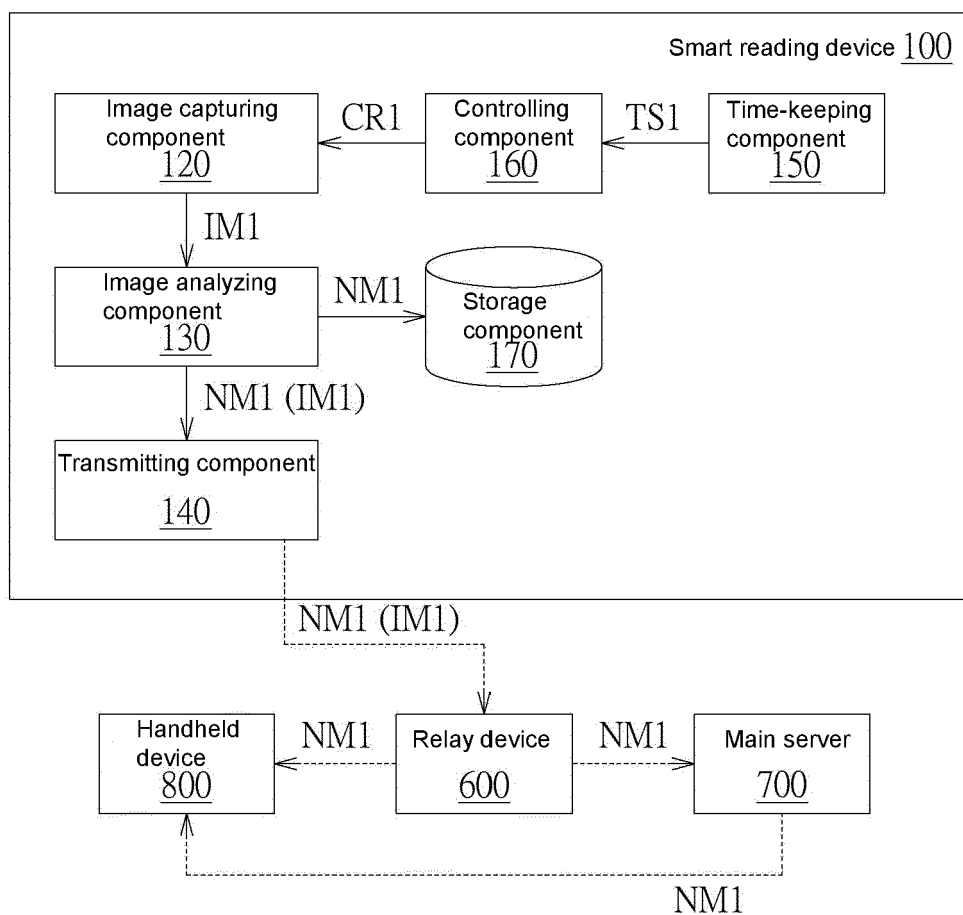 Smart reading device 100
Image capturing
component
120
CR1
Controlling
component
160
TS1
Time-keeping
component
150
IM1
Image analyzing
component
130
NM1
Storage
component
170
NM1 (IM1)
Transmitting component
140
NM1 (IM1)
Handheld
device
800
NM1
Relay device
600
NM1
Main server
700
NM1